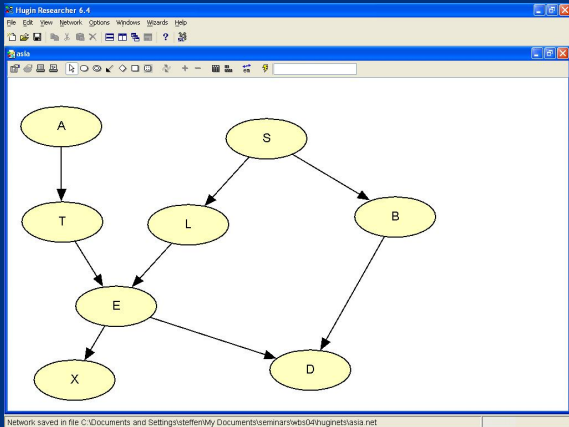 Hugin Researcher 6.4
File Edit View Network Options Windows Wizards Help
asia
A
S
T
L
B
E
D
X
Network saved in file C:\Documents and Settings\steffen\My Documents\seminars\wbs04\huginets\asia.net